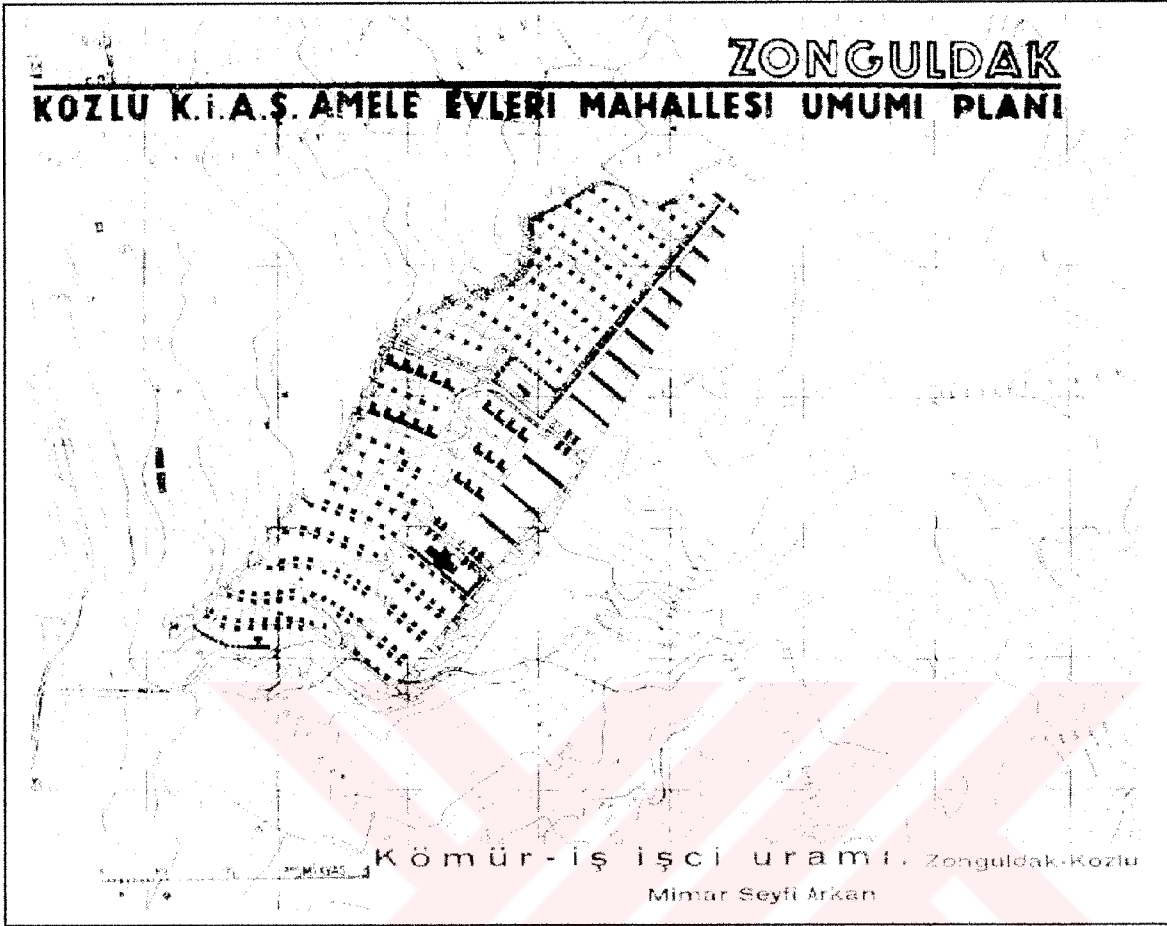 ZONGULDAK
KOZLU K.İ.A.Ş. AMELE EVLERİ MAHALLESİ UMUMİ PLANI
Kömür-iş işci uramı. Zonguldak-Kozlu
Mimar Seyfi Arkan